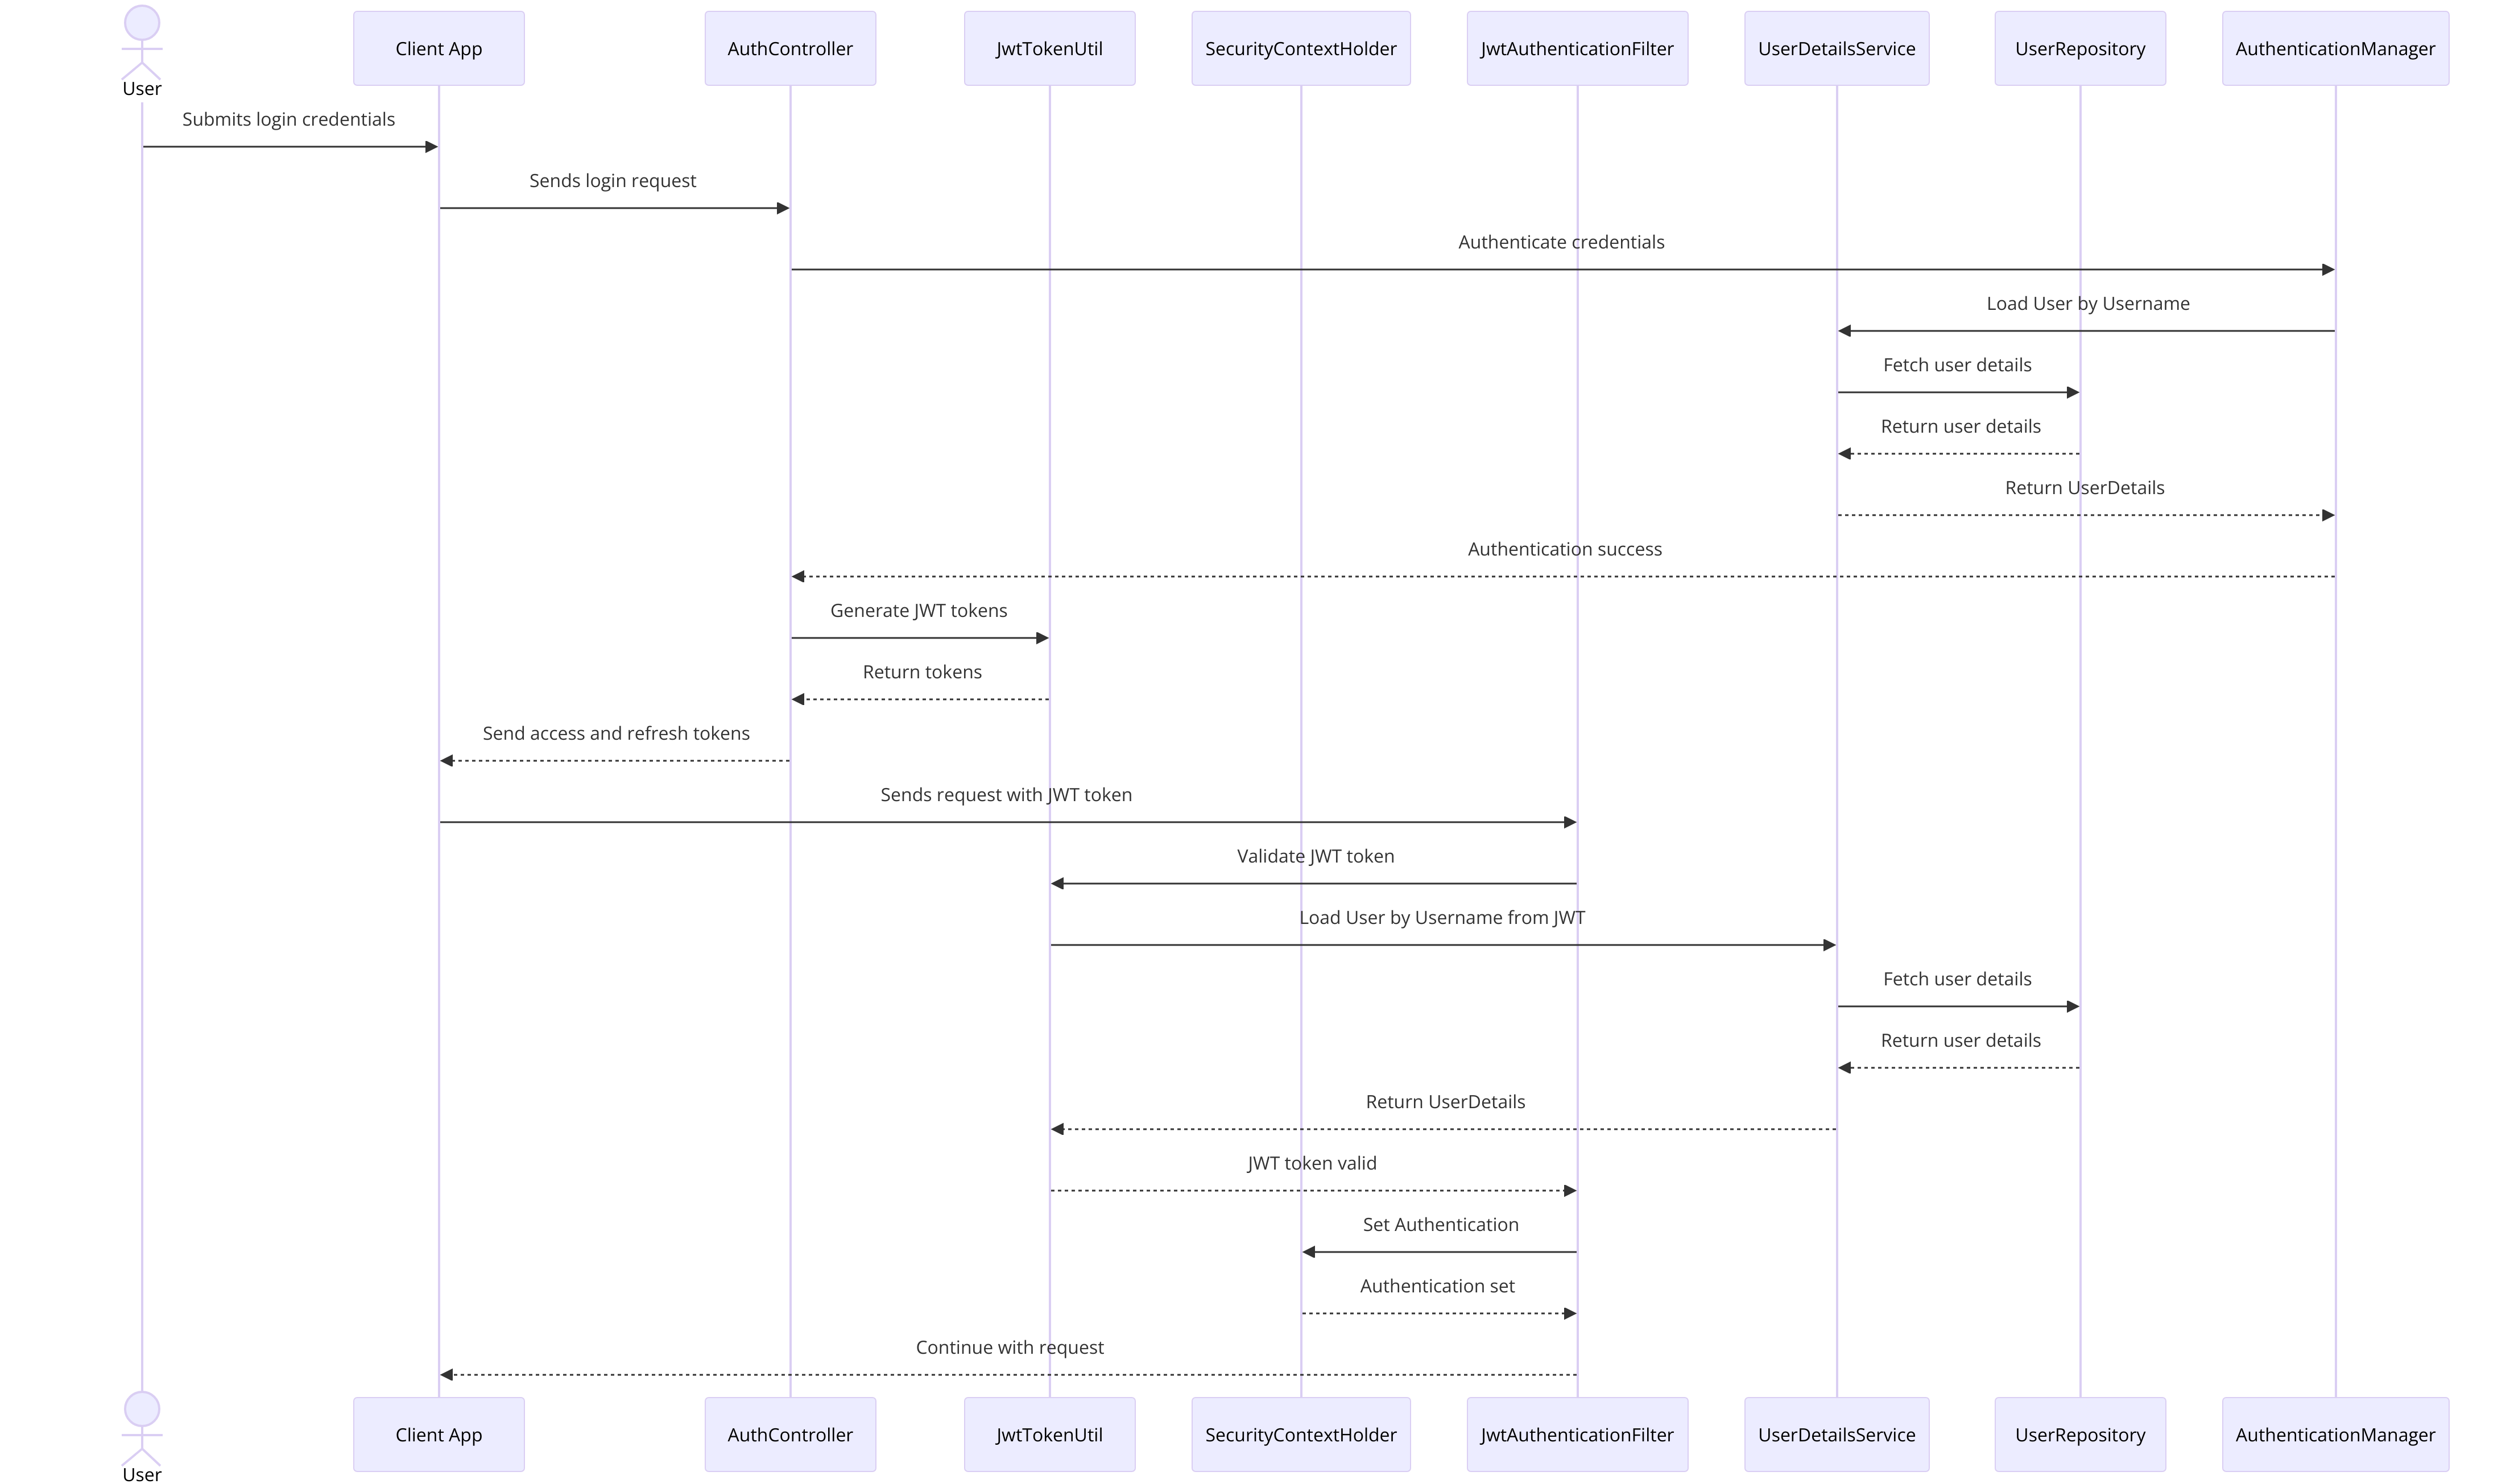 Client App
AuthController
JwtTokenUtil
SecurityContextHolder
JwtAuthenticationFilter
UserDetailsService
UserRepository
AuthenticationManager
User
Submits login credentials
Sends login request
Authenticate credentials
Load User by Username
Fetch user details
Return user details
Return UserDetails
Authentication success
Generate JWT tokens
Return tokens
Send access and refresh tokens
Sends request with JWT token
Validate JWT token
Load User by Username from JWT
Fetch user details
Return user details
Return UserDetails
JWT token valid
Set Authentication
Authentication set
Continue with request
Client App
AuthController
JwtTokenUtil
SecurityContextHolder
JwtAuthenticationFilter
UserDetailsService
UserRepository
AuthenticationManager
User